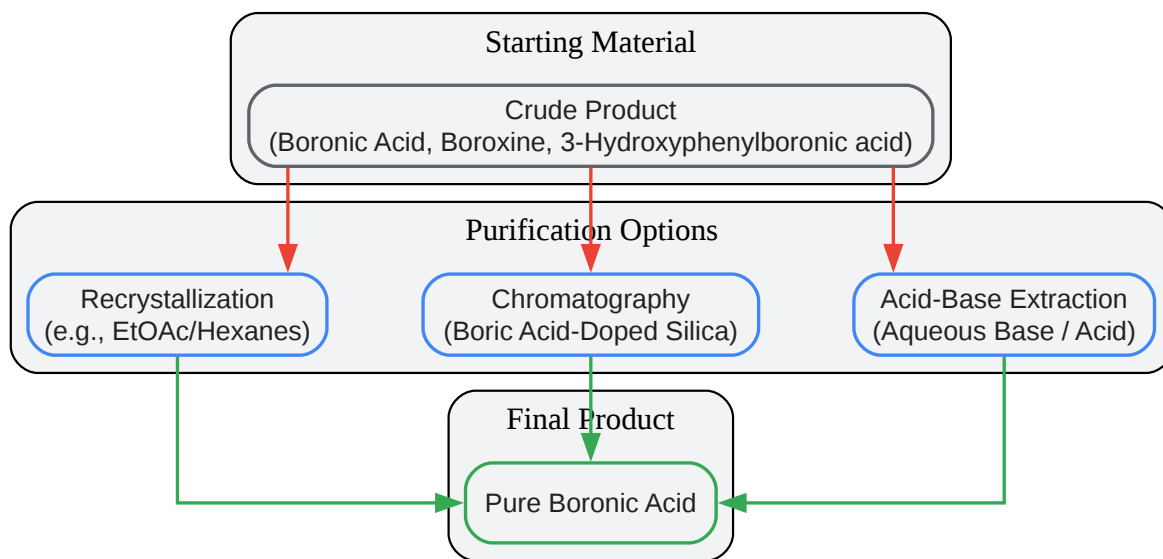 Starting Material
Crude Product
(Boronic Acid, Boroxine, 3-Hydroxyphenylboronic acid)
Purification Options
Recrystallization
(e.g., EtOAc/Hexanes)
Chromatography
(Boric Acid-Doped Silica)
Acid-Base Extraction
(Aqueous Base / Acid)
Final Product
Pure Boronic Acid